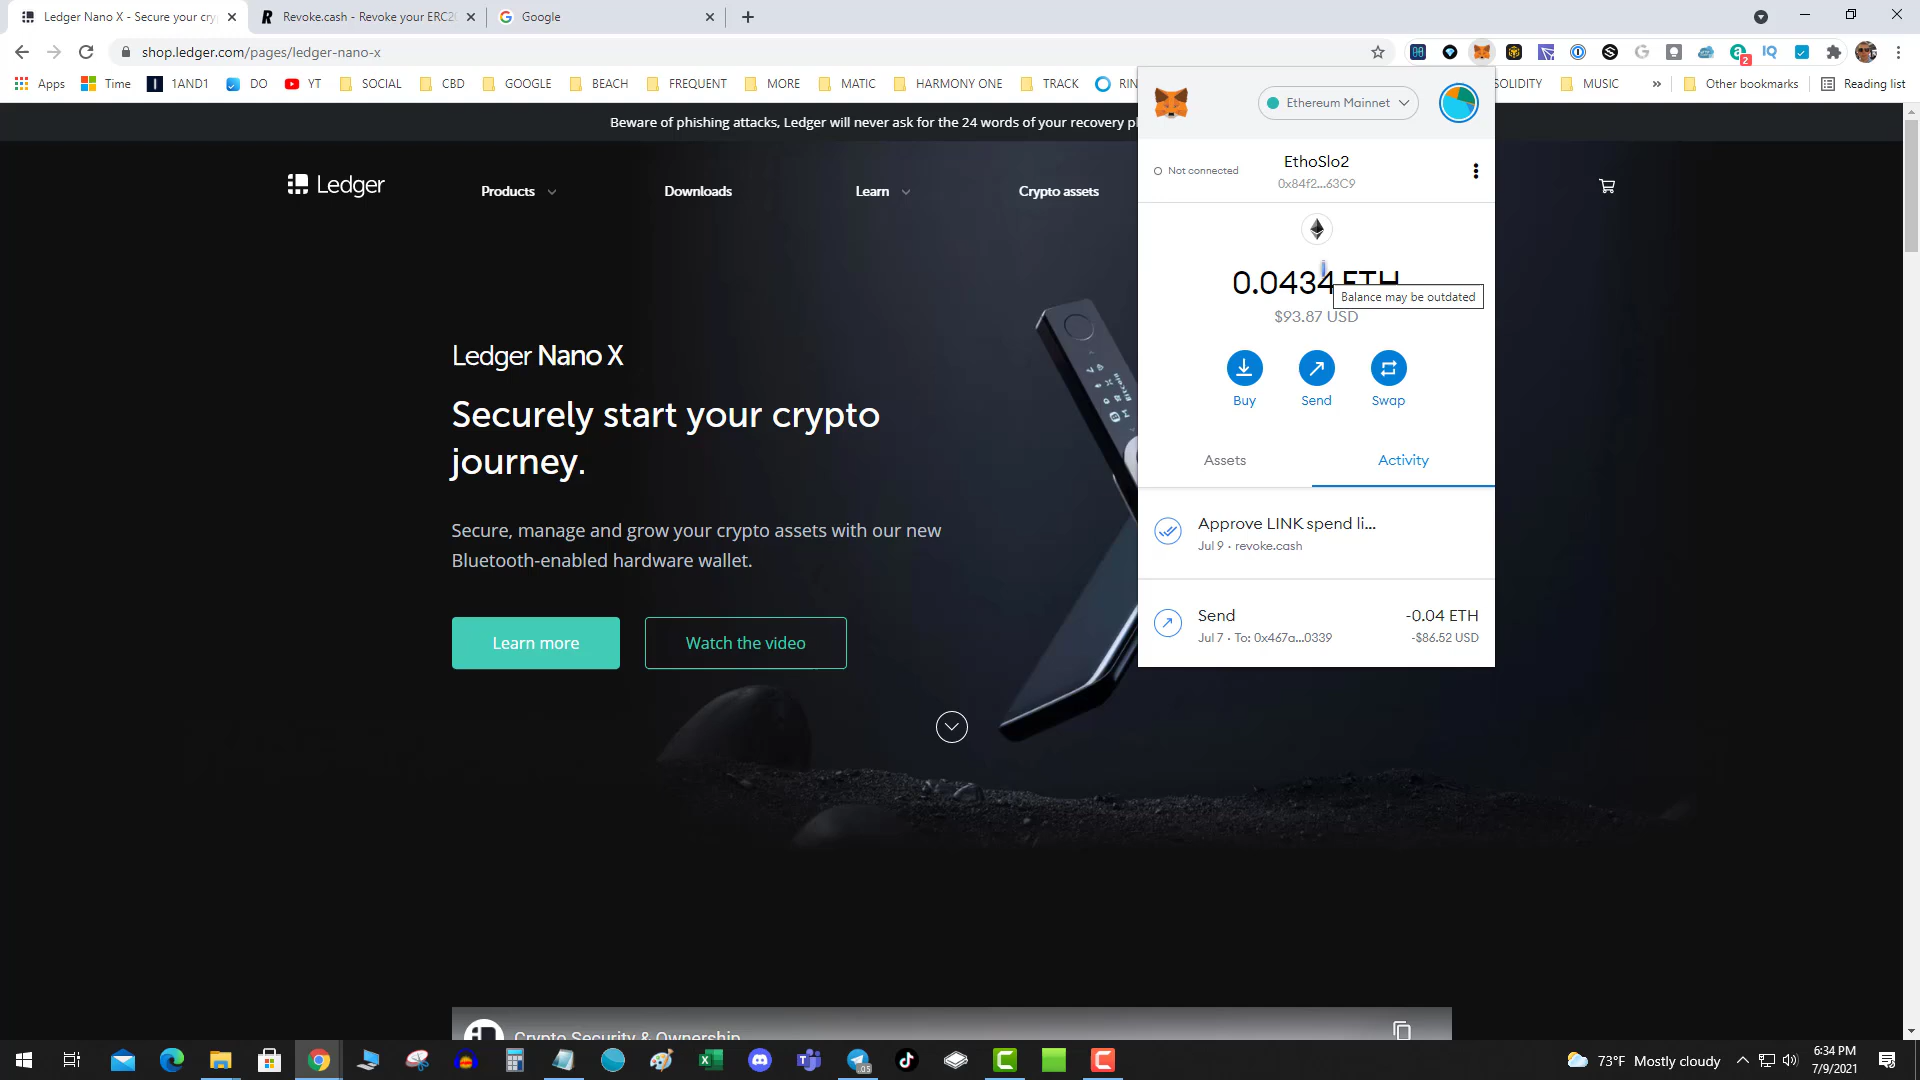 Ledger Nano X - Secure your cry
Revoke.cash - Revoke your ERC20
Google
shop.ledger.com/pages/ledger-nano-x
Apps
Time
1AND1
DO
YT
SOCIAL
CBD
GOOGLE
BEACH
FREQUENT
MORE
MATIC
HARMONY ONE
TRACK
RIN
SOLIDITY
MUSIC
Other bookmarks
Reading list
Beware of phishing attacks, Ledger will never ask for the 24 words of your recovery
Ledger
Products
Downloads
Learn
Crypto assets
Ledger Nano X
Securely start your crypto
journey.
Secure, manage and grow your crypto assets with our new
Bluetooth-enabled hardware wallet.
Learn more
Watch the video
Crypto Security & Ownership
Ethereum Mainnet
Not connected
EthoSlo2
0x84f2...63C9
0.0434 ETH
Balance may be outdated
$93.87 USD
Buy
Send
Swap
Assets
Activity
Approve LINK spend li...
Jul 9 · revoke.cash
Send
-0.04 ETH
Jul 7 · To: 0x467a...0339
-$86.52 USD
73°F Mostly cloudy
6:34 PM
7/9/2021